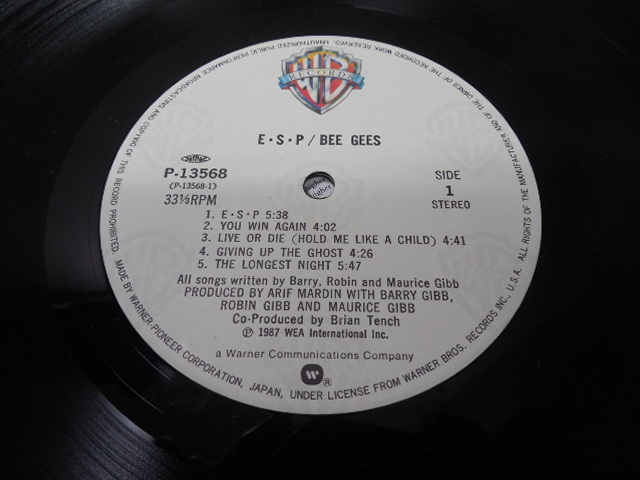 WB
RECORDS
E·S·P / BEE GEES
P-13568
(P-13568-1)
33⅓RPM
SIDE
1
STEREO
1. E·S·P 5:38
2. YOU WIN AGAIN 4:02
3. LIVE OR DIE (HOLD ME LIKE A CHILD) 4:41
4. GIVING UP THE GHOST 4:26
5. THE LONGEST NIGHT 5:47
All songs written by Barry, Robin and Maurice Gibb
PRODUCED BY ARIF MARDIN WITH BARRY GIBB,
ROBIN GIBB AND MAURICE GIBB
Co-Produced by Brian Tench
Ⓟ 1987 WEA International Inc.
a Warner Communications Company
MADE BY WARNER-PIONEER CORPORATION, JAPAN, UNDER LICENSE FROM WARNER BROS. RECORDS INC., U.S.A. ALL RIGHTS OF THE MANUFACTURER AND OF THE OWNER OF THE RECORDED WORK RESERVED. UNAUTHORIZED PUBLIC PERFORMANCE BROADCASTING AND COPYING OF THIS RECORD PROHIBITED.
higher
higher